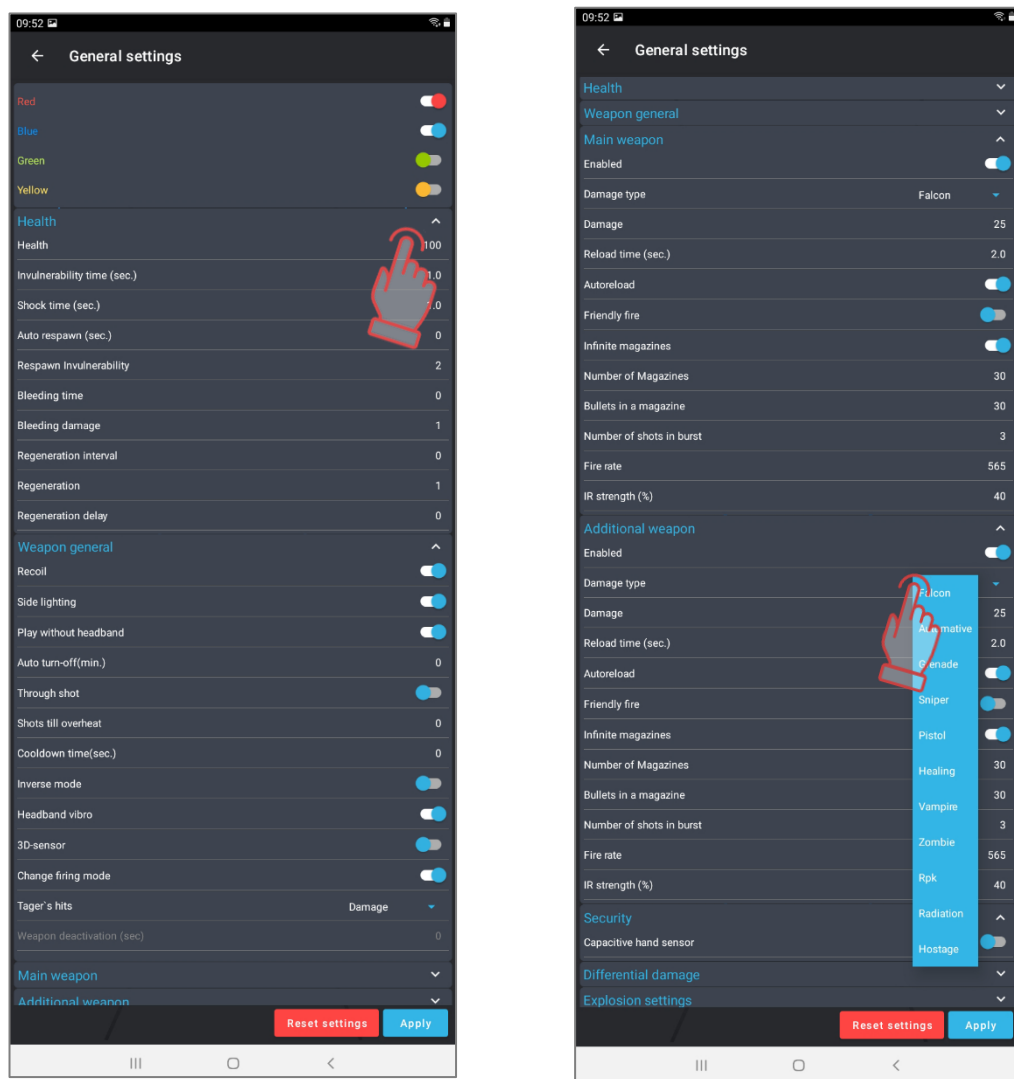 09:52
General settings
Red
Blue
Green
Yellow
Health
Health 100
Invulnerability time (sec.) 1.0
Shock time (sec.) 1.0
Auto respawn (sec.) 0
Respawn Invulnerability 2
Bleeding time 0
Bleeding damage 1
Regeneration interval 0
Regeneration 1
Regeneration delay 0
Weapon general
Recoil
Side lighting
Play without headband
Auto turn-off(min.) 0
Through shot
Shots till overheat 0
Cooldown time(sec.) 0
Inverse mode
Headband vibro
3D-sensor
Change firing mode
Tager`s hits Damage
Weapon deactivation (sec) 0
Main weapon
Additional weapon
Reset settings Apply
09:52
General settings
Health
Weapon general
Main weapon
Enabled
Damage type Falcon
Damage 25
Reload time (sec.) 2.0
Autoreload
Friendly fire
Infinite magazines
Number of Magazines 30
Bullets in a magazine 30
Number of shots in burst 3
Fire rate 565
IR strength (%) 40
Additional weapon
Enabled
Damage type
Falcon
Damage 25
Reload time (sec.) 2.0
Autoreload
Grenade
Friendly fire
Sniper
Infinite magazines
Pistol
Number of Magazines 30
Healing
Bullets in a magazine 30
Vampire
Number of shots in burst 3
Zombie
Fire rate 565
Rpk
IR strength (%) 40
Security
Radiation
Capacitive hand sensor
Hostage
Differential damage
Explosion settings
Reset settings Apply